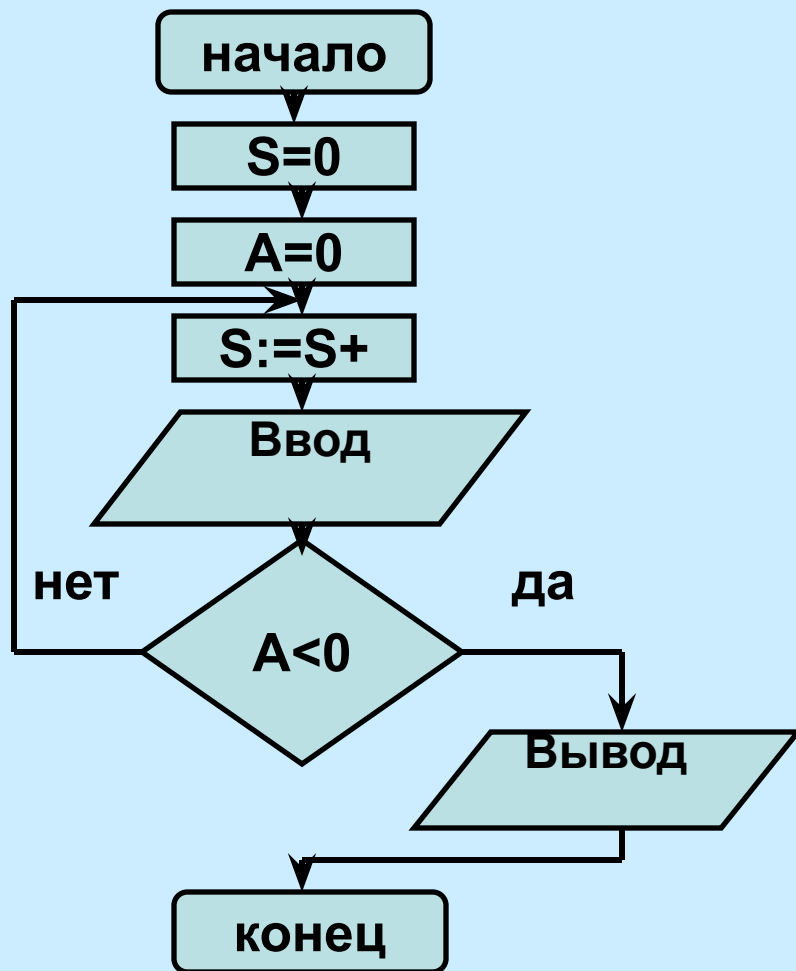 начало
S=0
A=0
S:=S+
Ввод
нет
да
A<0
Вывод
конец